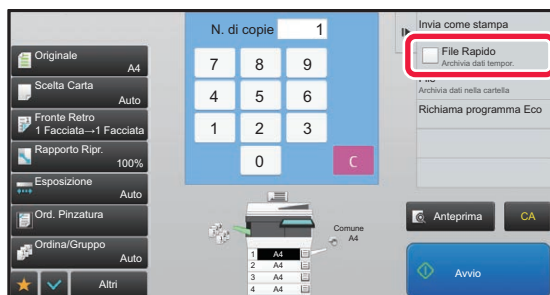 Originale
A4
Scelta Carta
Auto
Fronte Retro
1 Facciata→1 Facciata
Rapporto Ripr.
100%
Esposizione
Auto
Ord. Pinzatura
Ordina/Gruppo
Auto
Altri
N. di copie 1
7 8 9
4 5 6
1 2 3
0 C
Comune
A4
1 A4
2 A4
3 A4
4 A4
Invia come stampa
File Rapido
Archivia dati tempor.
File
Archivia dati nella cartella
Richiama programma Eco
Anteprima
CA
Avvio